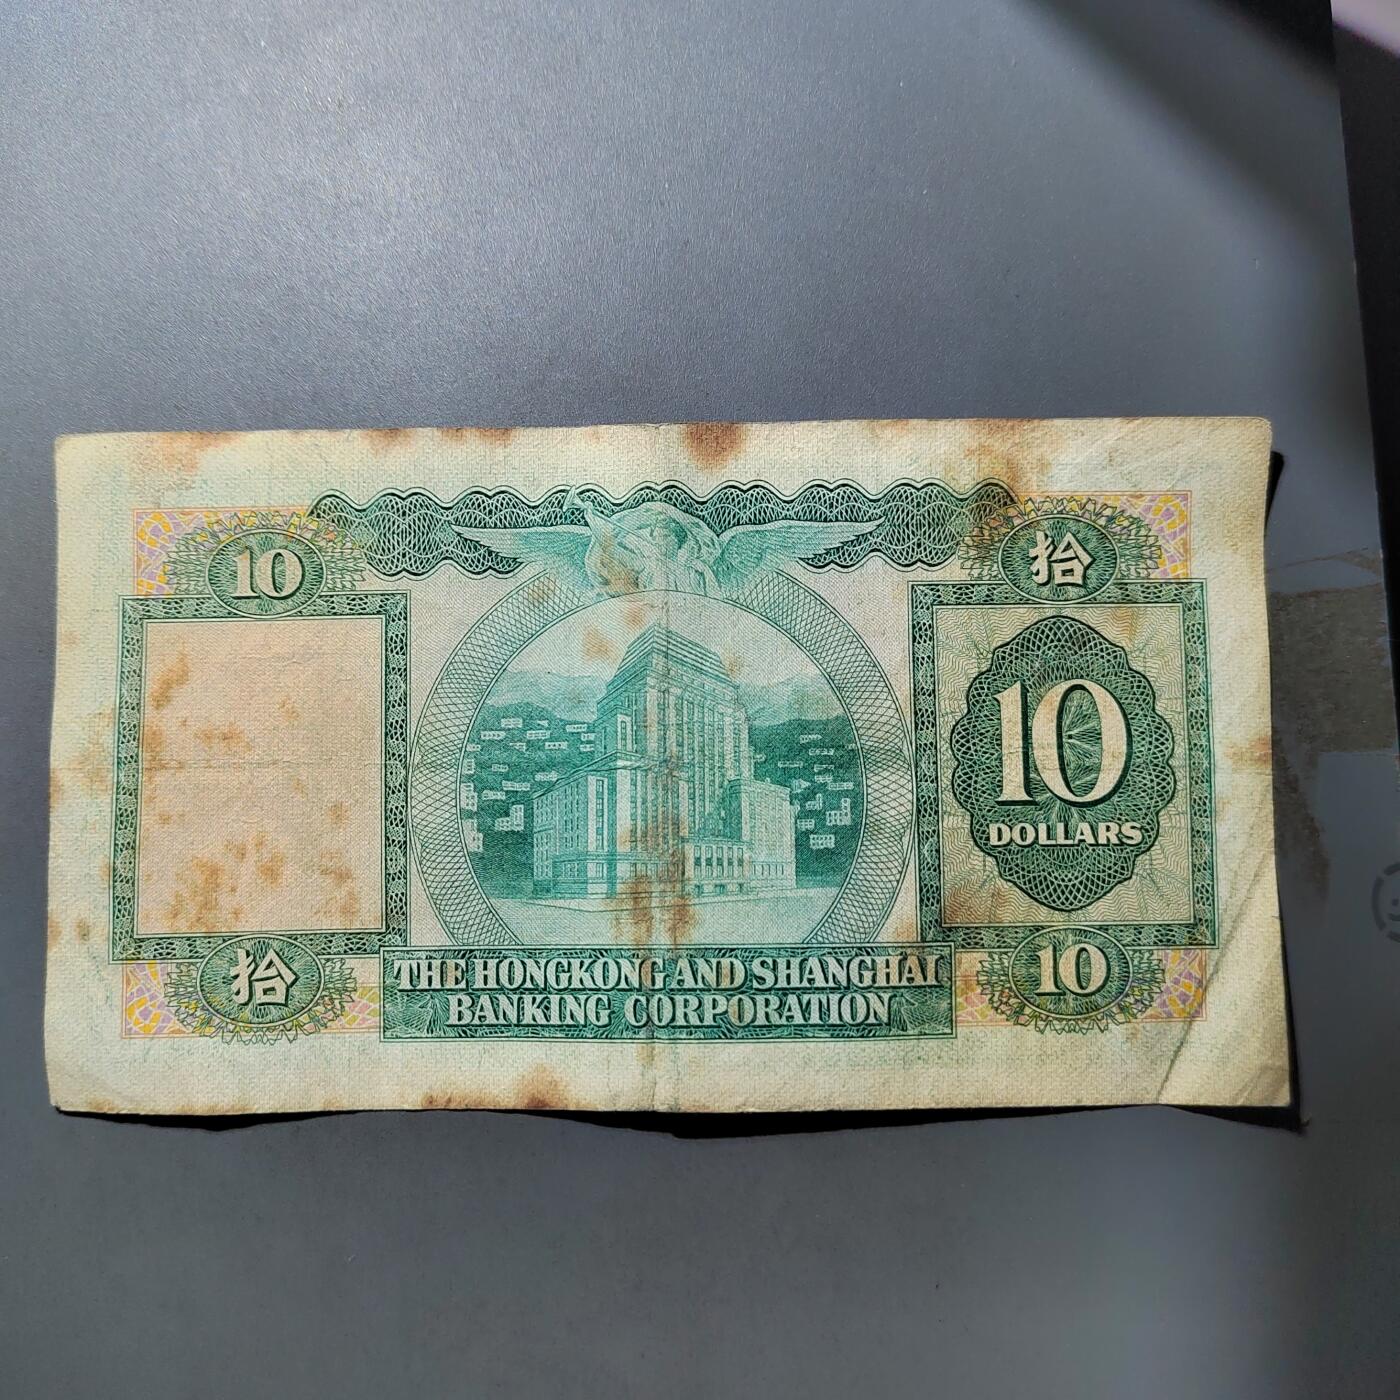 10
拾
10
DOLLARS
拾
10
THE HONGKONG AND SHANGHAI
BANKING CORPORATION